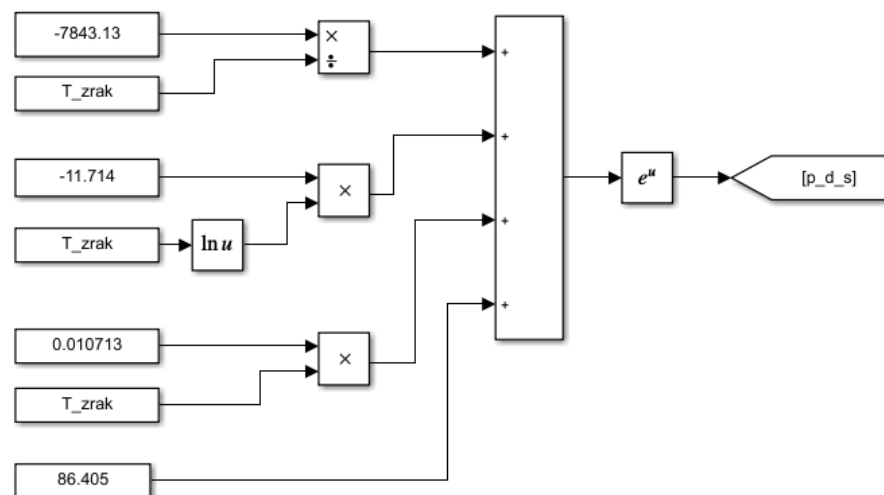 -7843.13
×
÷
T_zrak
+
-11.714
×
+
T_zrak
ln u
e^u
[p_d_s]
+
0.010713
×
+
T_zrak
86.405